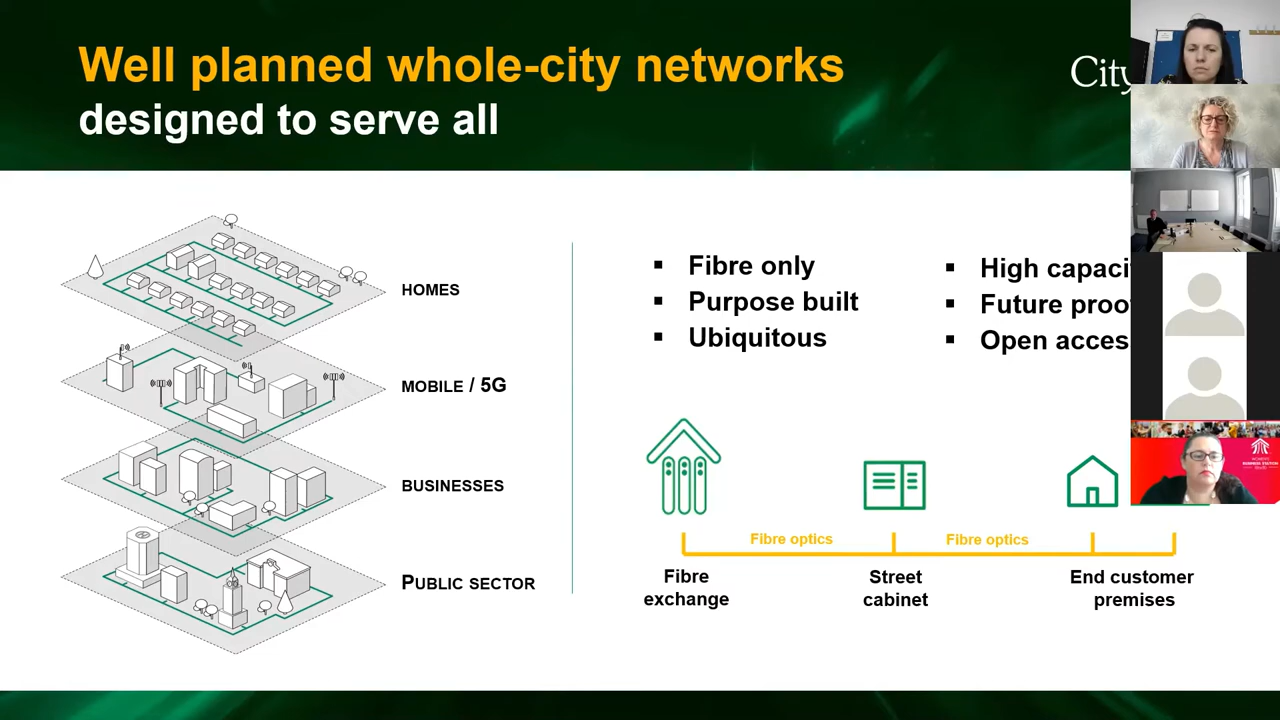 Well planned whole-city networks
designed to serve all
City
HOMES
MOBILE / 5G
BUSINESSES
PUBLIC SECTOR
▪ Fibre only
▪ Purpose built
▪ Ubiquitous
▪ High capaci
▪ Future proo
▪ Open acces
Fibre optics
Fibre optics
Fibre
exchange
Street
cabinet
End customer
premises